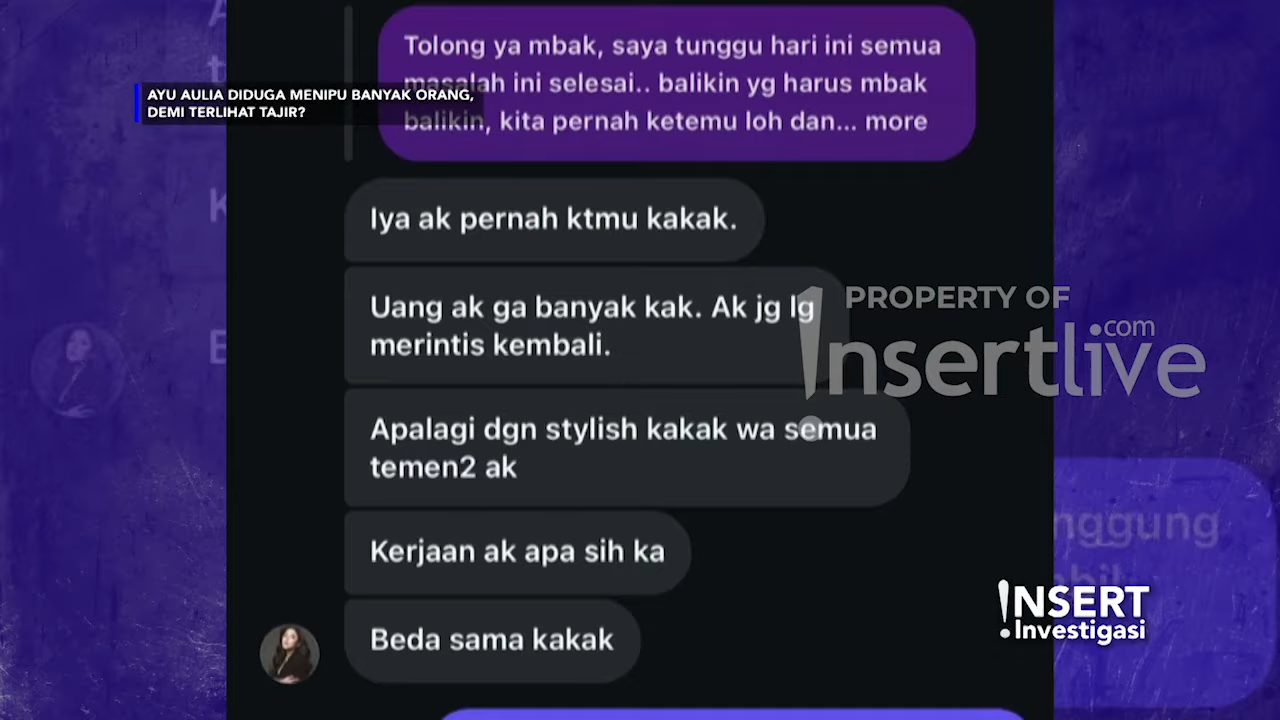 Tolong ya mbak, saya tunggu hari ini semua
masalah ini selesai.. balikin yg harus mbak
balikin, kita pernah ketemu loh dan... more
AYU AULIA DIDUGA MENIPU BANYAK ORANG,
DEMI TERLIHAT TAJIR?
Iya ak pernah ktmu kakak.
Uang ak ga banyak kak. Ak jg lg
merintis kembali.
PROPERTY OF
Insertlive.com
Apalagi dgn stylish kakak wa semua
temen2 ak
Kerjaan ak apa sih ka
Beda sama kakak
nggung
INSERT
Investigasi